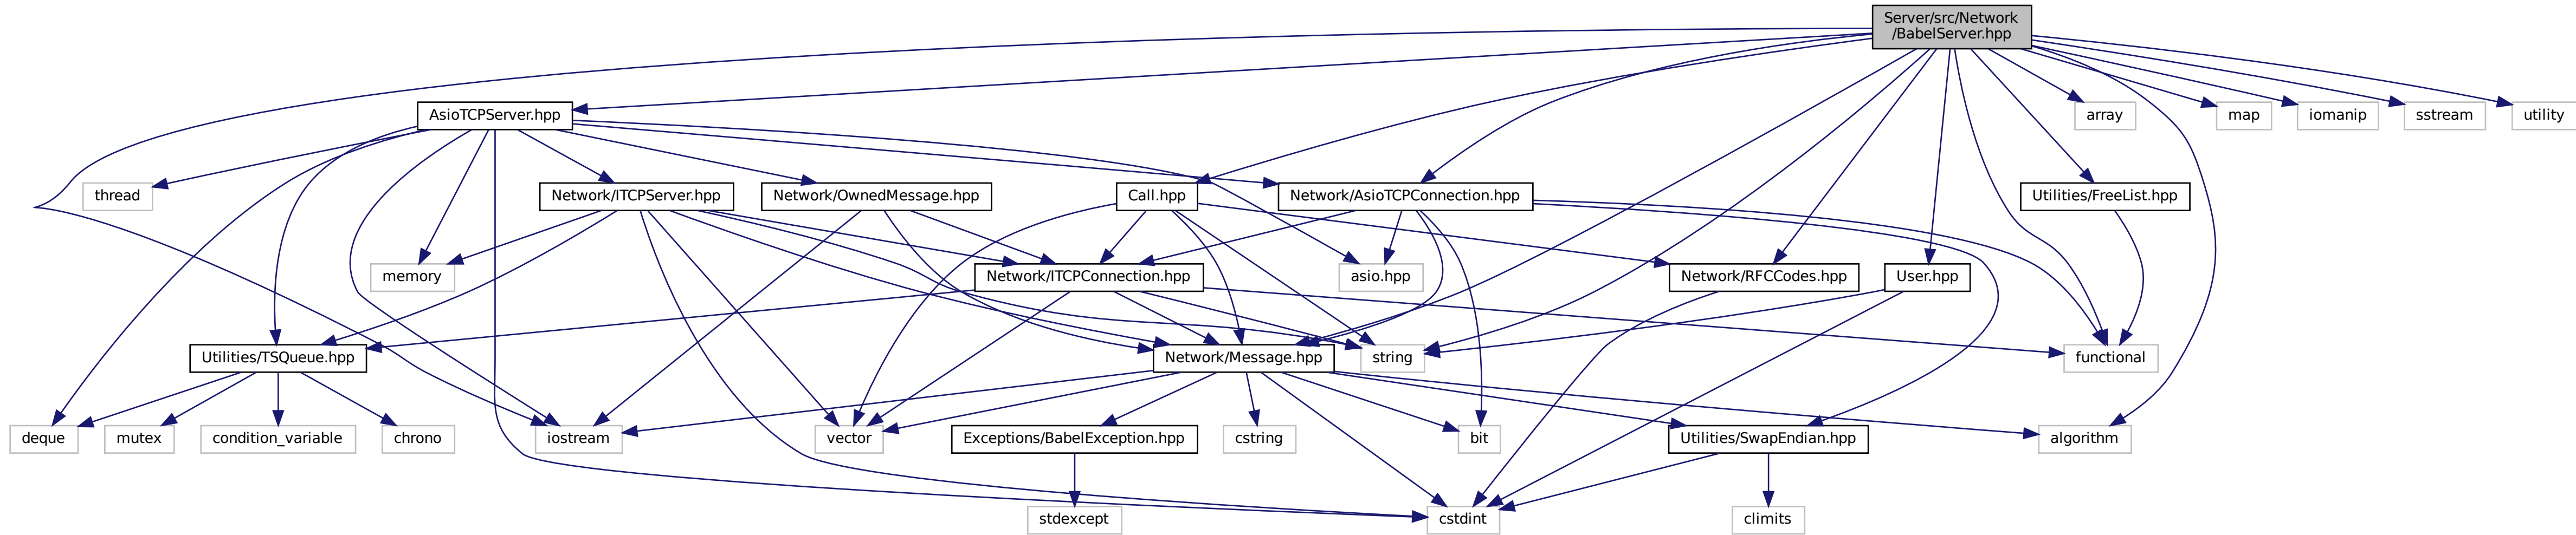 Server/src/Network
/BabelServer.hpp
AsioTCPServer.hpp
array
map
iomanip
sstream
utility
thread
Network/ITCPServer.hpp
Network/OwnedMessage.hpp
Call.hpp
Network/AsioTCPConnection.hpp
Utilities/FreeList.hpp
memory
Network/ITCPConnection.hpp
asio.hpp
Network/RFCCodes.hpp
User.hpp
Utilities/TSQueue.hpp
Network/Message.hpp
string
functional
deque
mutex
condition_variable
chrono
iostream
vector
Exceptions/BabelException.hpp
cstring
bit
Utilities/SwapEndian.hpp
algorithm
stdexcept
cstdint
climits